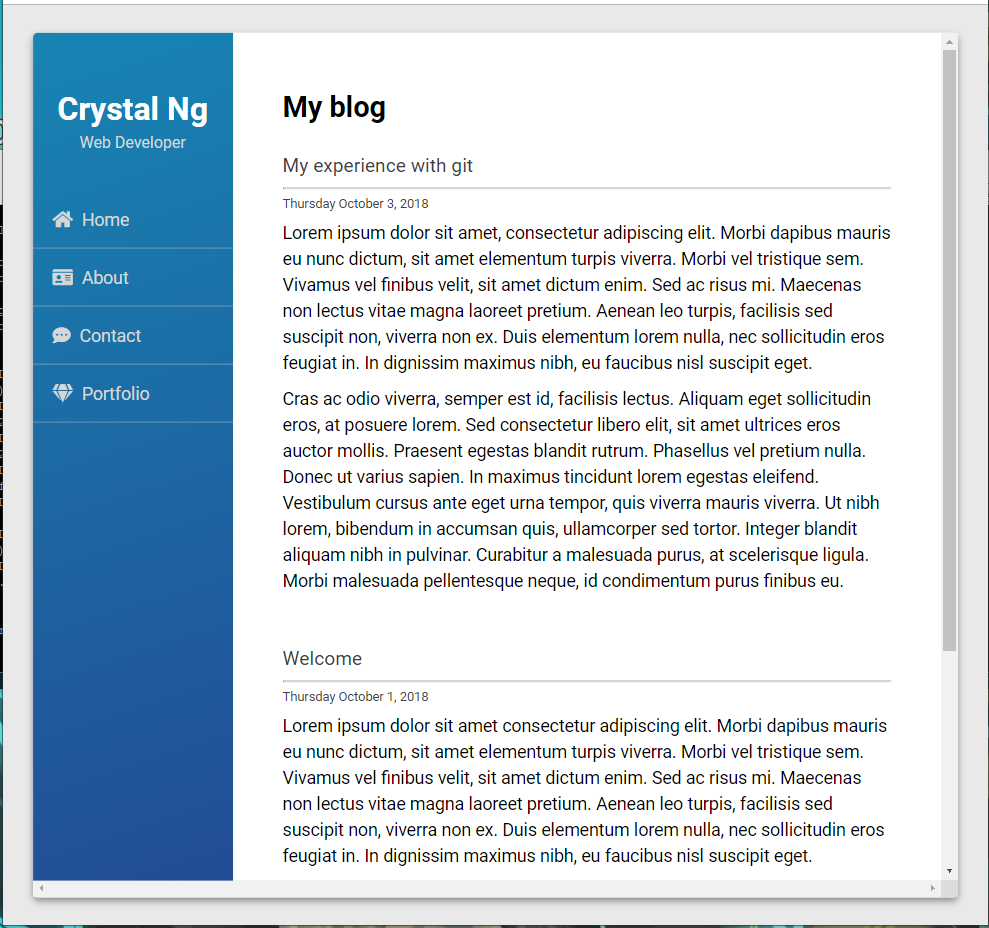 Crystal Ng
Web Developer
Home
About
Contact
Portfolio
My blog
My experience with git
Thursday October 3, 2018
Lorem ipsum dolor sit amet, consectetur adipiscing elit. Morbi dapibus mauris
eu nunc dictum, sit amet elementum turpis viverra. Morbi vel tristique sem.
Vivamus vel finibus velit, sit amet dictum enim. Sed ac risus mi. Maecenas
non lectus vitae magna laoreet pretium. Aenean leo turpis, facilisis sed
suscipit non, viverra non ex. Duis elementum lorem nulla, nec sollicitudin eros
feugiat in. In dignissim maximus nibh, eu faucibus nisl suscipit eget.
Cras ac odio viverra, semper est id, facilisis lectus. Aliquam eget sollicitudin
eros, at posuere lorem. Sed consectetur libero elit, sit amet ultrices eros
auctor mollis. Praesent egestas blandit rutrum. Phasellus vel pretium nulla.
Donec ut varius sapien. In maximus tincidunt lorem egestas eleifend.
Vestibulum cursus ante eget urna tempor, quis viverra mauris viverra. Ut nibh
lorem, bibendum in accumsan quis, ullamcorper sed tortor. Integer blandit
aliquam nibh in pulvinar. Curabitur a malesuada purus, at scelerisque ligula.
Morbi malesuada pellentesque neque, id condimentum purus finibus eu.
Welcome
Thursday October 1, 2018
Lorem ipsum dolor sit amet consectetur adipiscing elit. Morbi dapibus mauris
eu nunc dictum, sit amet elementum turpis viverra. Morbi vel tristique sem.
Vivamus vel finibus velit, sit amet dictum enim. Sed ac risus mi. Maecenas
non lectus vitae magna laoreet pretium. Aenean leo turpis, facilisis sed
suscipit non, viverra non ex. Duis elementum lorem nulla, nec sollicitudin eros
feugiat in. In dignissim maximus nibh, eu faucibus nisl suscipit eget.